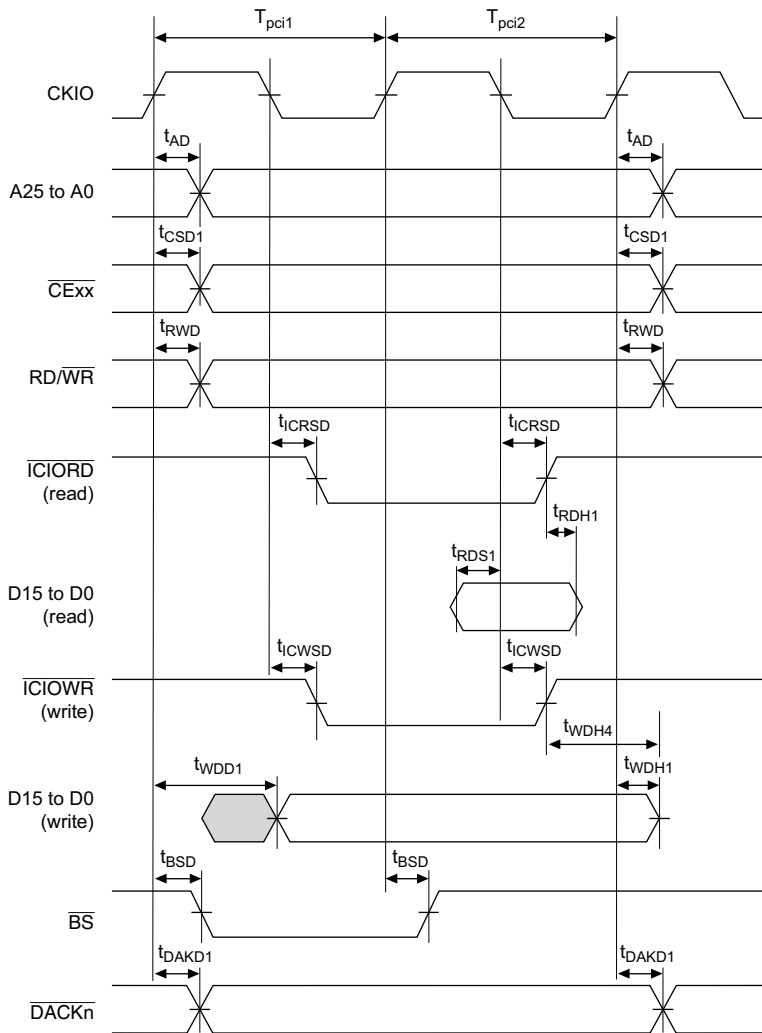 Tpci1 Tpci2
CKIO
tAD tAD
A25 to A0
tCSD1 tCSD1
CExx
tRWD tRWD
RD/WR
tICRSD tICRSD
ICIORD
(read)
tRDH1
tRDS1
D15 to D0
(read)
tICWSD tICWSD
ICIOWR
(write)
tWDH4
tWDD1 tWDH1
D15 to D0
(write)
tBSD tBSD
BS
tDAKD1 tDAKD1
DACKn